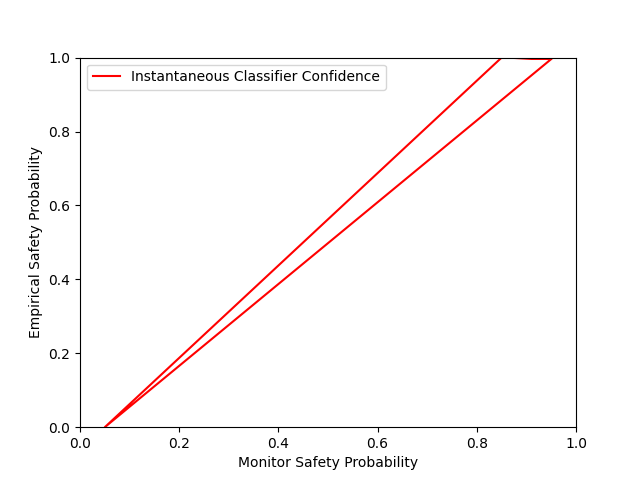 Instantaneous Classifier Confidence
1.0
0.8
0.6
0.4
0.2
0.0
Empirical Safety Probability
0.0 0.2 0.4 0.6 0.8 1.0
Monitor Safety Probability